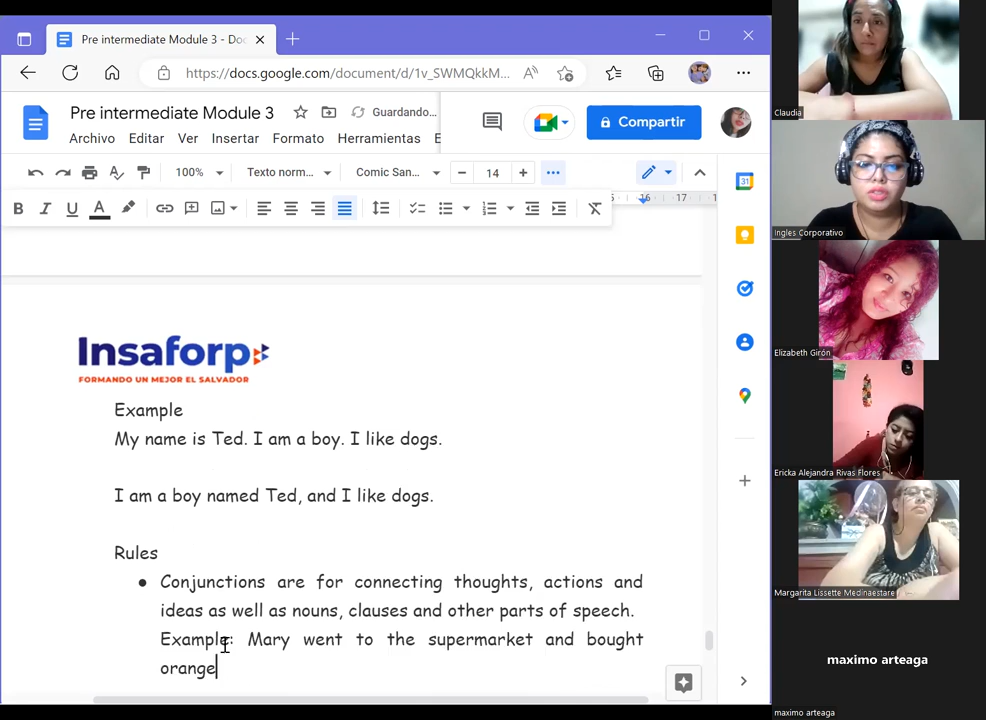 Pre intermediate Module 3 - Doc
https://docs.google.com/document/d/1v_SWMQkkM...
Pre intermediate Module 3
Guardando...
Archivo Editar Ver Insertar Formato Herramientas E
Compartir
100% Texto norm... Comic San... 14
16 17
31
Insaforp
FORMANDO UN MEJOR EL SALVADOR
Example
My name is Ted. I am a boy. I like dogs.
I am a boy named Ted, and I like dogs.
Rules
● Conjunctions are for connecting thoughts, actions and
ideas as well as nouns, clauses and other parts of speech.
Example: Mary went to the supermarket and bought
orange
Claudia
Ingles Corporativo
Elizabeth Girón
Ericka Alejandra Rivas Flores
Margarita Lissette Medinaestare
maximo arteaga
maximo arteaga